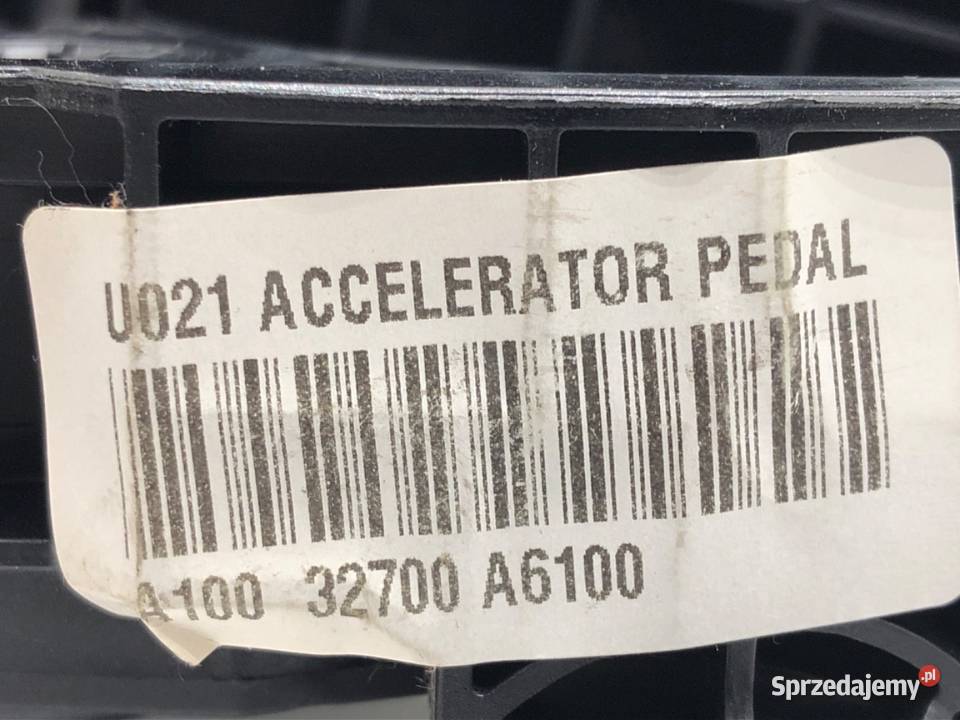 U021 ACCELERATOR PEDAL
A100 32700 A6100
Sprzedajemy.pl